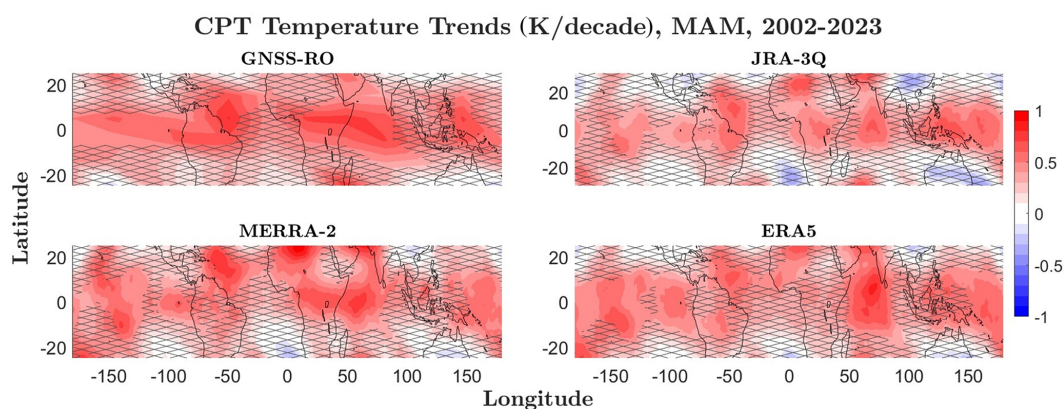 CPT Temperature Trends (K/decade), MAM, 2002-2023
GNSS-RO
JRA-3Q
20
0
-20
20
0
-20
1
0.5
0
-0.5
-1
Latitude
MERRA-2
ERA5
20
0
-20
20
0
-20
-150 -100 -50 0 50 100 150
-150 -100 -50 0 50 100 150
Longitude